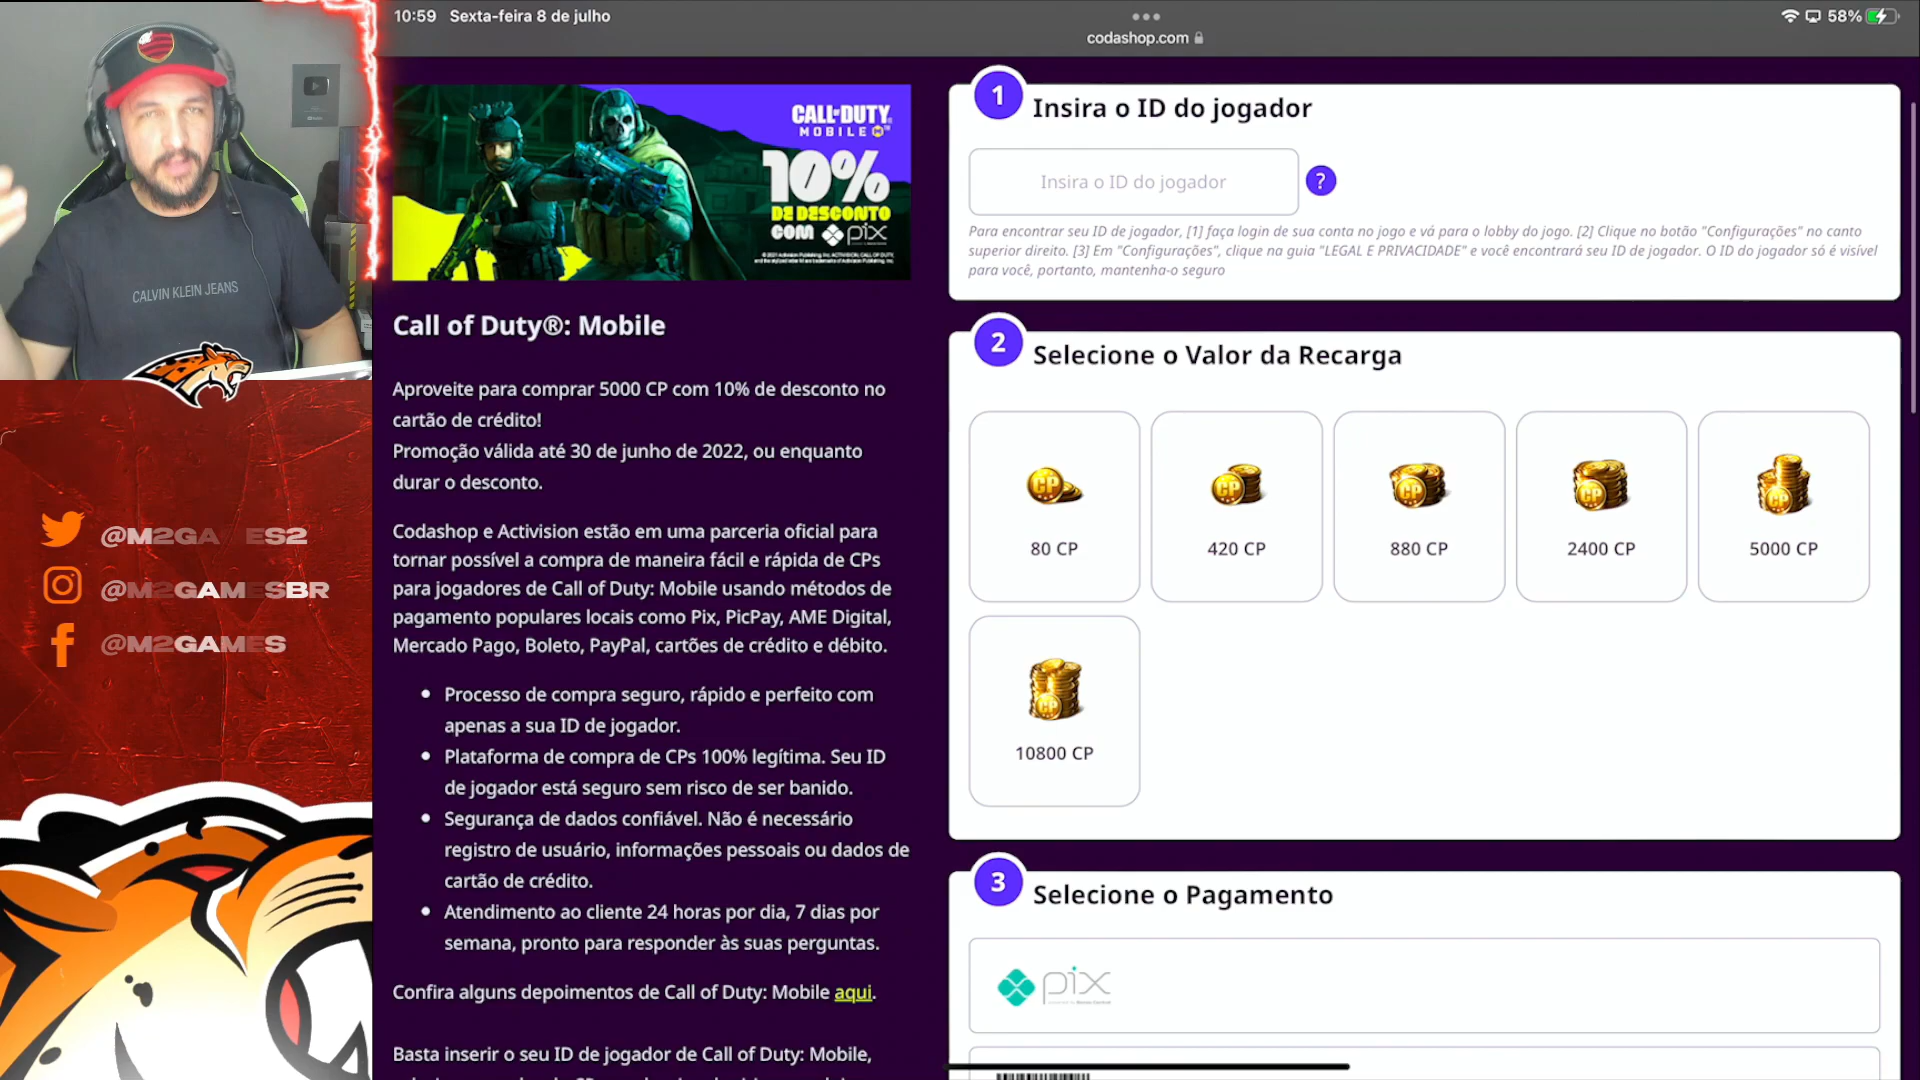 10:59 Sexta-feira 8 de julho
codashop.com
58%
CALVIN KLEIN JEANS
@M2GAMES2
@M2GAMESBR
@M2GAMES
CALL OF DUTY
MOBILE
10%
DE DESCONTO
COM pix
Call of Duty®: Mobile
Aproveite para comprar 5000 CP com 10% de desconto no
cartão de crédito!
Promoção válida até 30 de junho de 2022, ou enquanto
durar o desconto.
Codashop e Activision estão em uma parceria oficial para
tornar possível a compra de maneira fácil e rápida de CPs
para jogadores de Call of Duty: Mobile usando métodos de
pagamento populares locais como Pix, PicPay, AME Digital,
Mercado Pago, Boleto, PayPal, cartões de crédito e débito.
Processo de compra seguro, rápido e perfeito com
apenas a sua ID de jogador.
Plataforma de compra de CPs 100% legítima. Seu ID
de jogador está seguro sem risco de ser banido.
Segurança de dados confiável. Não é necessário
registro de usuário, informações pessoais ou dados de
cartão de crédito.
Atendimento ao cliente 24 horas por dia, 7 dias por
semana, pronto para responder às suas perguntas.
Confira alguns depoimentos de Call of Duty: Mobile aqui.
Basta inserir o seu ID de jogador de Call of Duty: Mobile,
1 Insira o ID do jogador
Insira o ID do jogador
?
Para encontrar seu ID de jogador, [1] faça login de sua conta no jogo e vá para o lobby do jogo. [2] Clique no botão "Configurações" no canto
superior direito. [3] Em "Configurações", clique na guia "LEGAL E PRIVACIDADE" e você encontrará seu ID de jogador. O ID do jogador só é visível
para você, portanto, mantenha-o seguro
2 Selecione o Valor da Recarga
CP CP CP CP CP
80 CP 420 CP 880 CP 2400 CP 5000 CP
CP
10800 CP
3 Selecione o Pagamento
pix